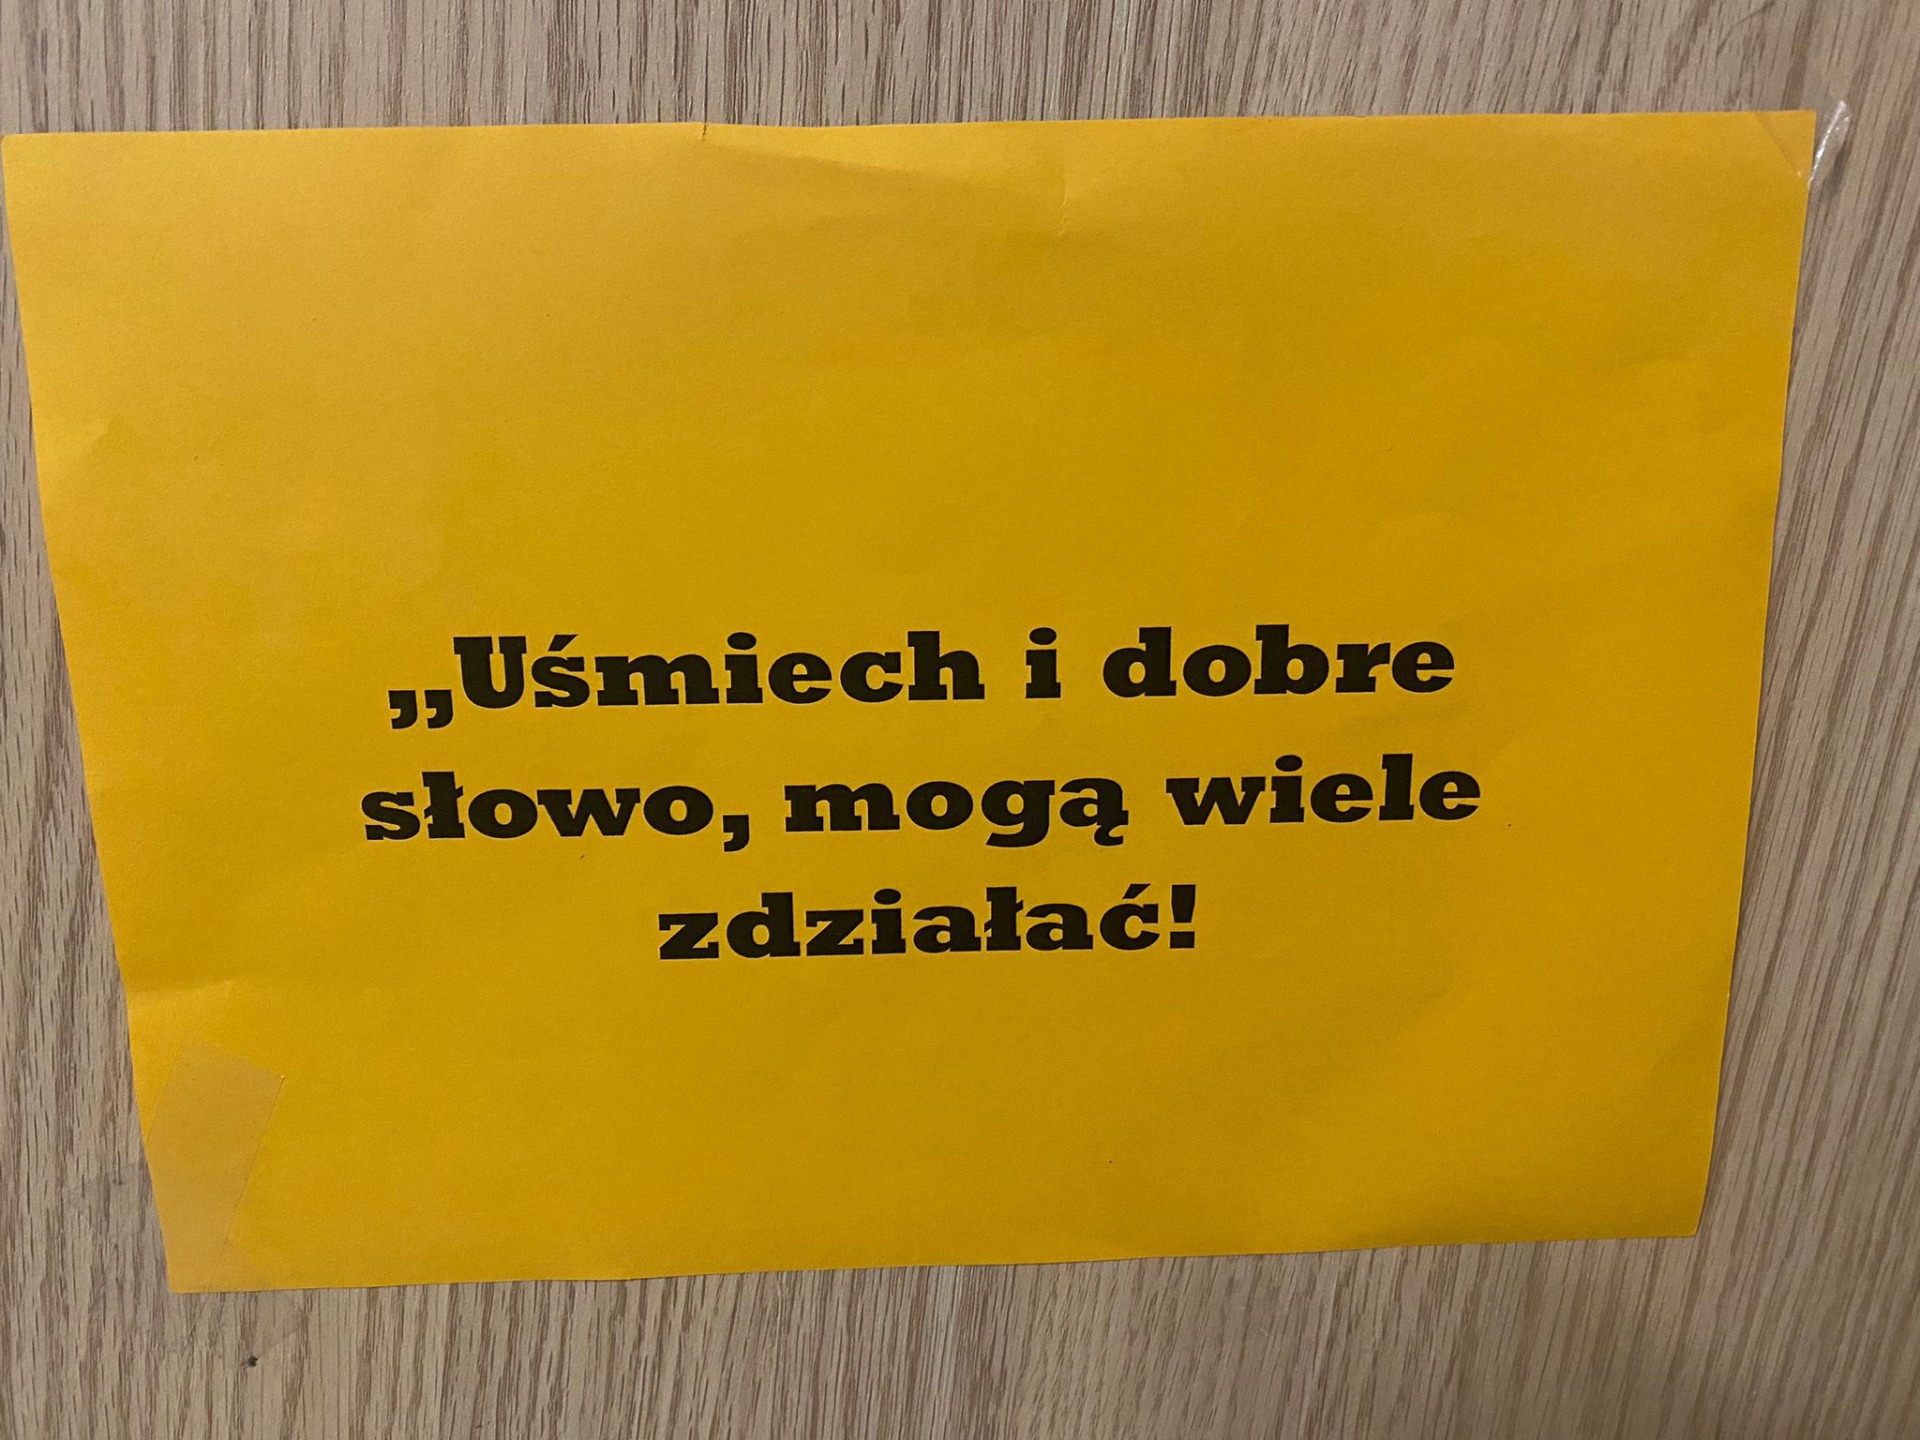 „Uśmiech i dobre
słowo, mogą wiele
zdziałać!